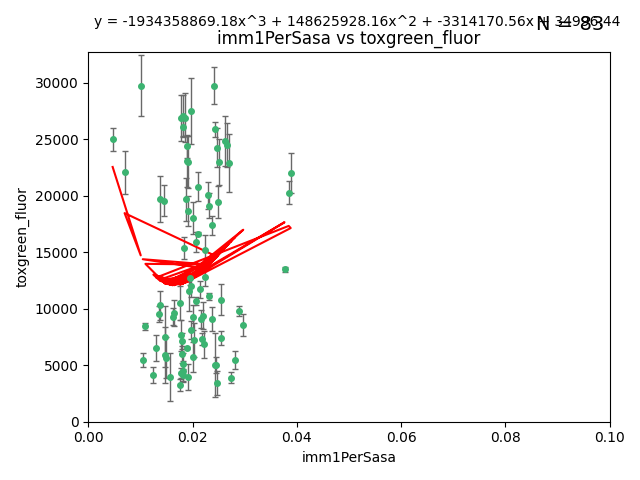 y = -1934358869.18x^3 + 148625928.16x^2 + -3314170.56x + 34986.44
N = 83
imm1PerSasa vs toxgreen_fluor
30000
25000
20000
15000
10000
5000
0
toxgreen_fluor
0.00 0.02 0.04 0.06 0.08 0.10
imm1PerSasa